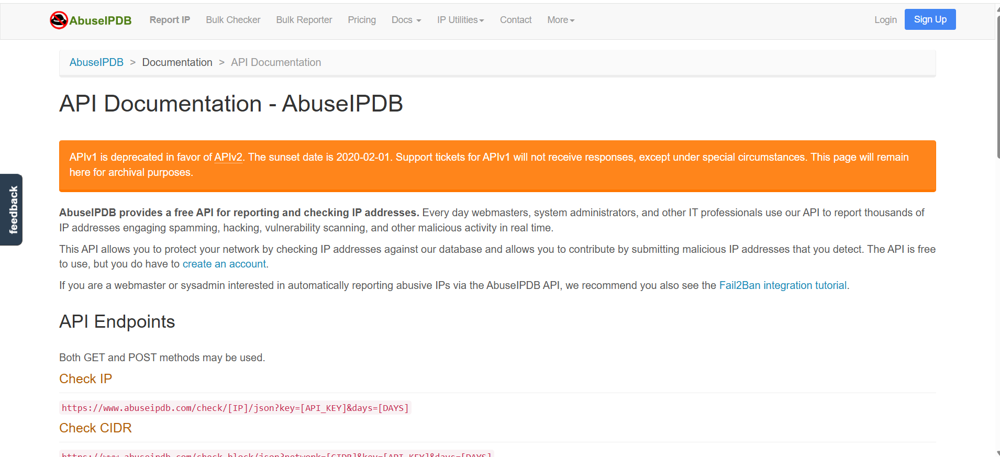 AbuseIPDB Report IP Bulk Checker Bulk Reporter Pricing Docs IP Utilities Contact More Login Sign Up
AbuseIPDB > Documentation > API Documentation
API Documentation - AbuseIPDB
APIv1 is deprecated in favor of APIv2. The sunset date is 2020-02-01. Support tickets for APIv1 will not receive responses, except under special circumstances. This page will remain
here for archival purposes.
feedback
AbuseIPDB provides a free API for reporting and checking IP addresses. Every day webmasters, system administrators, and other IT professionals use our API to report thousands of
IP addresses engaging spamming, hacking, vulnerability scanning, and other malicious activity in real time.
This API allows you to protect your network by checking IP addresses against our database and allows you to contribute by submitting malicious IP addresses that you detect. The API is free
to use, but you do have to create an account.
If you are a webmaster or sysadmin interested in automatically reporting abusive IPs via the AbuseIPDB API, we recommend you also see the Fail2Ban integration tutorial.
API Endpoints
Both GET and POST methods may be used.
Check IP
https://www.abuseipdb.com/check/[IP]/json?key=[API_KEY]&days=[DAYS]
Check CIDR
https://www.abuseipdb.com/check-block/json?network=[CIDR]&key=[API_KEY]&days=[DAYS]